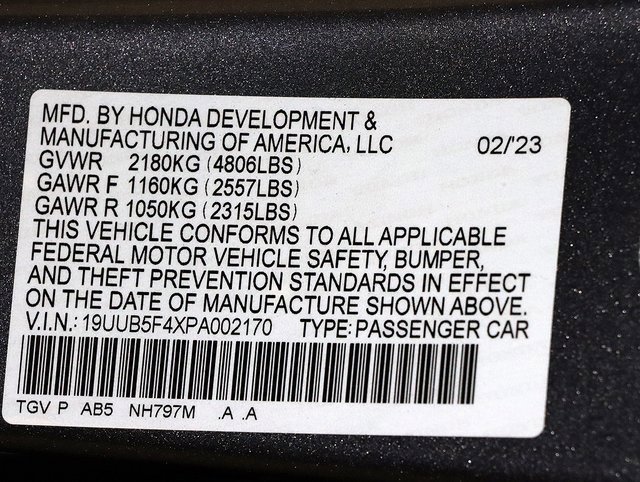 MFD. BY HONDA DEVELOPMENT &
MANUFACTURING OF AMERICA, LLC 02/'23
GVWR 2180KG (4806LBS)
GAWR F 1160KG (2557LBS)
GAWR R 1050KG (2315LBS)
THIS VEHICLE CONFORMS TO ALL APPLICABLE
FEDERAL MOTOR VEHICLE SAFETY, BUMPER,
AND THEFT PREVENTION STANDARDS IN EFFECT
ON THE DATE OF MANUFACTURE SHOWN ABOVE.
V.I.N.: 19UUB5F4XPA002170 TYPE: PASSENGER CAR
TGV P AB5 NH797M .A .A